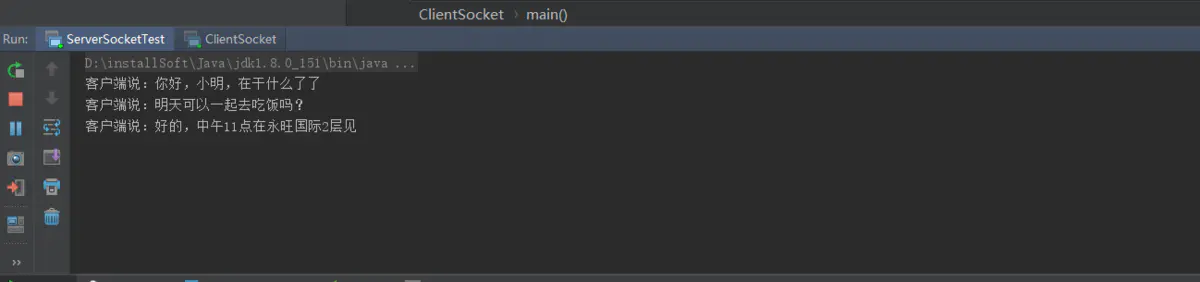 ClientSocket › main()
Run: ServerSocketTest ClientSocket
D:\installSoft\Java\jdk1.8.0_151\bin\java ...
客户端说：你好，小明，在干什么了了
客户端说：明天可以一起去吃饭吗？
客户端说：好的，中午11点在永旺国际2层见